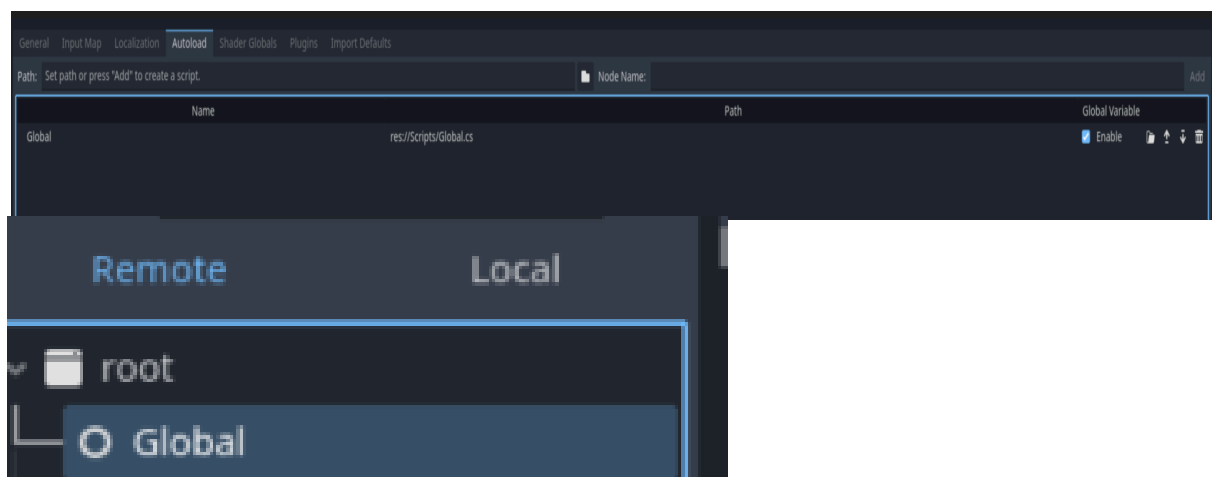 General Input Map Localization Autoload Shader Globals Plugins Import Defaults
Path: Set path or press "Add" to create a script. Node Name: Add
Name Path Global Variable
Global res://Scripts/Global.cs Enable
Remote Local
root
Global